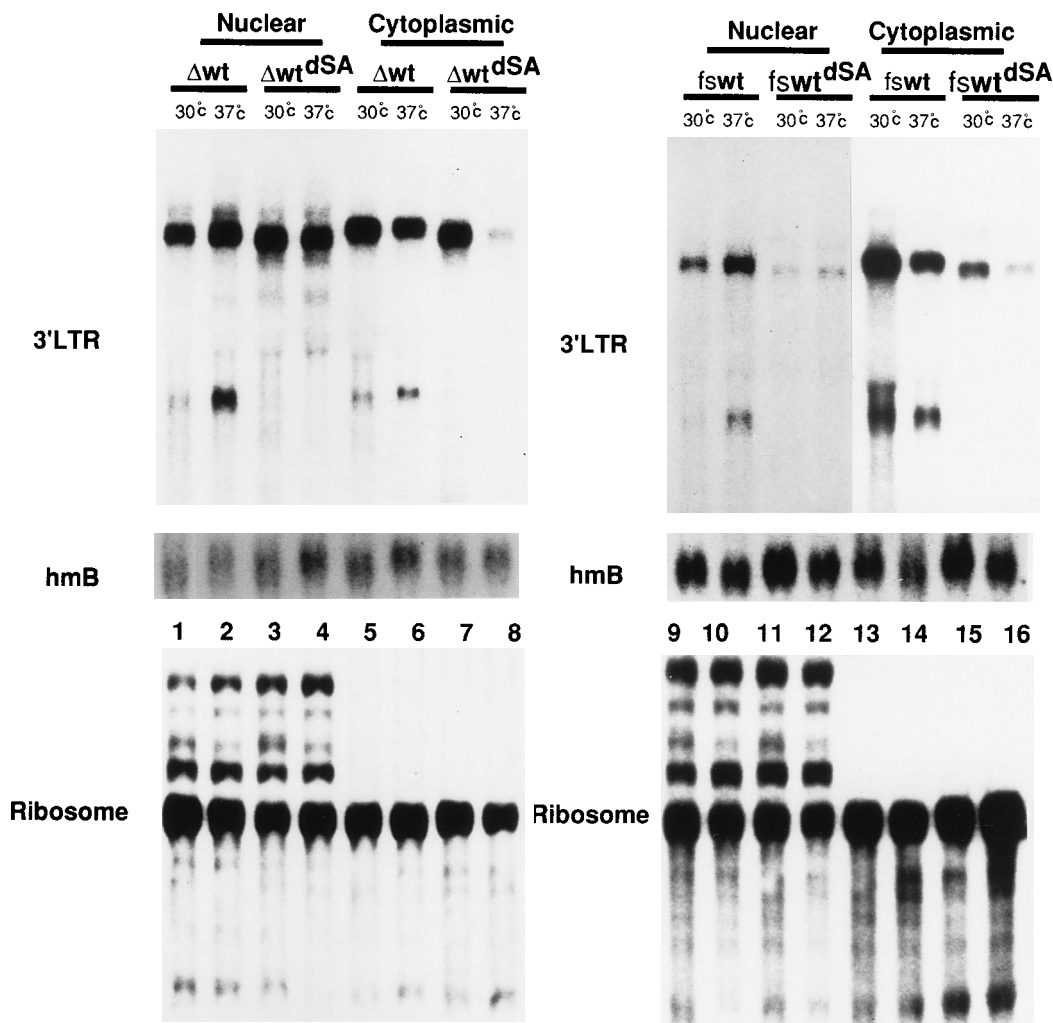 Nuclear Cytoplasmic
Δwt ΔwtdSA Δwt ΔwtdSA
30°c 37°c 30°c 37°c 30°c 37°c 30°c 37°c
3'LTR
hmB
1 2 3 4 5 6 7 8
Ribosome
Nuclear Cytoplasmic
fswt fswtdSA fswt fswtdSA
30°c 37°c 30°c 37°c 30°c 37°c 30°c 37°c
3'LTR
hmB
9 10 11 12 13 14 15 16
Ribosome